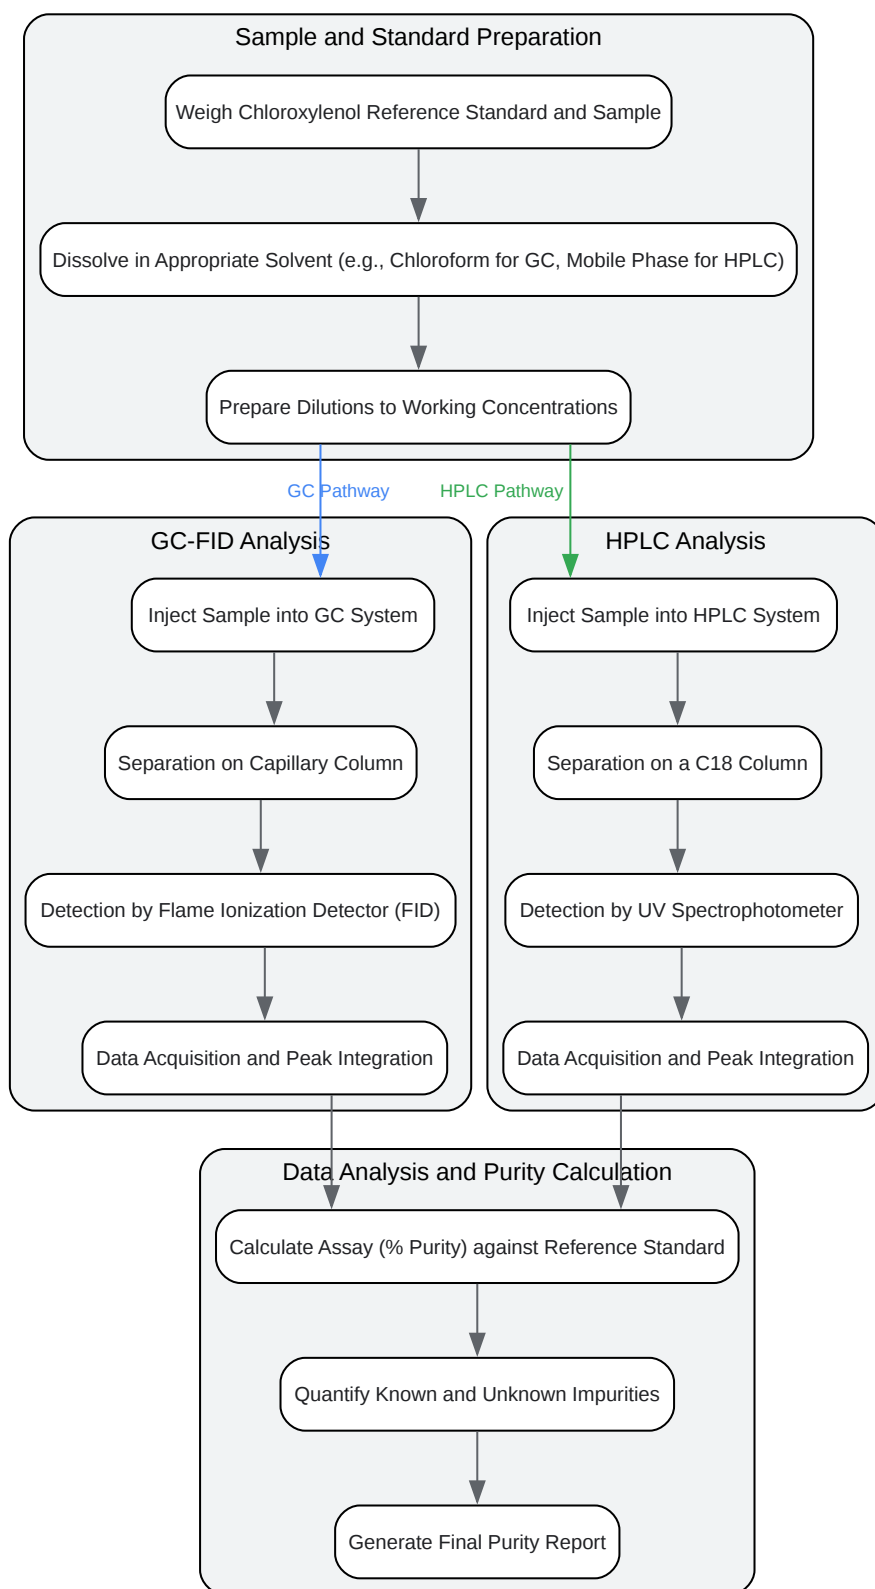 Sample and Standard Preparation
Weigh Chloroxylenol Reference Standard and Sample
Dissolve in Appropriate Solvent (e.g., Chloroform for GC, Mobile Phase for HPLC)
Prepare Dilutions to Working Concentrations
GC Pathway
HPLC Pathway
GC-FID Analysis
Inject Sample into GC System
Separation on Capillary Column
Detection by Flame Ionization Detector (FID)
Data Acquisition and Peak Integration
HPLC Analysis
Inject Sample into HPLC System
Separation on a C18 Column
Detection by UV Spectrophotometer
Data Acquisition and Peak Integration
Data Analysis and Purity Calculation
Calculate Assay (% Purity) against Reference Standard
Quantify Known and Unknown Impurities
Generate Final Purity Report